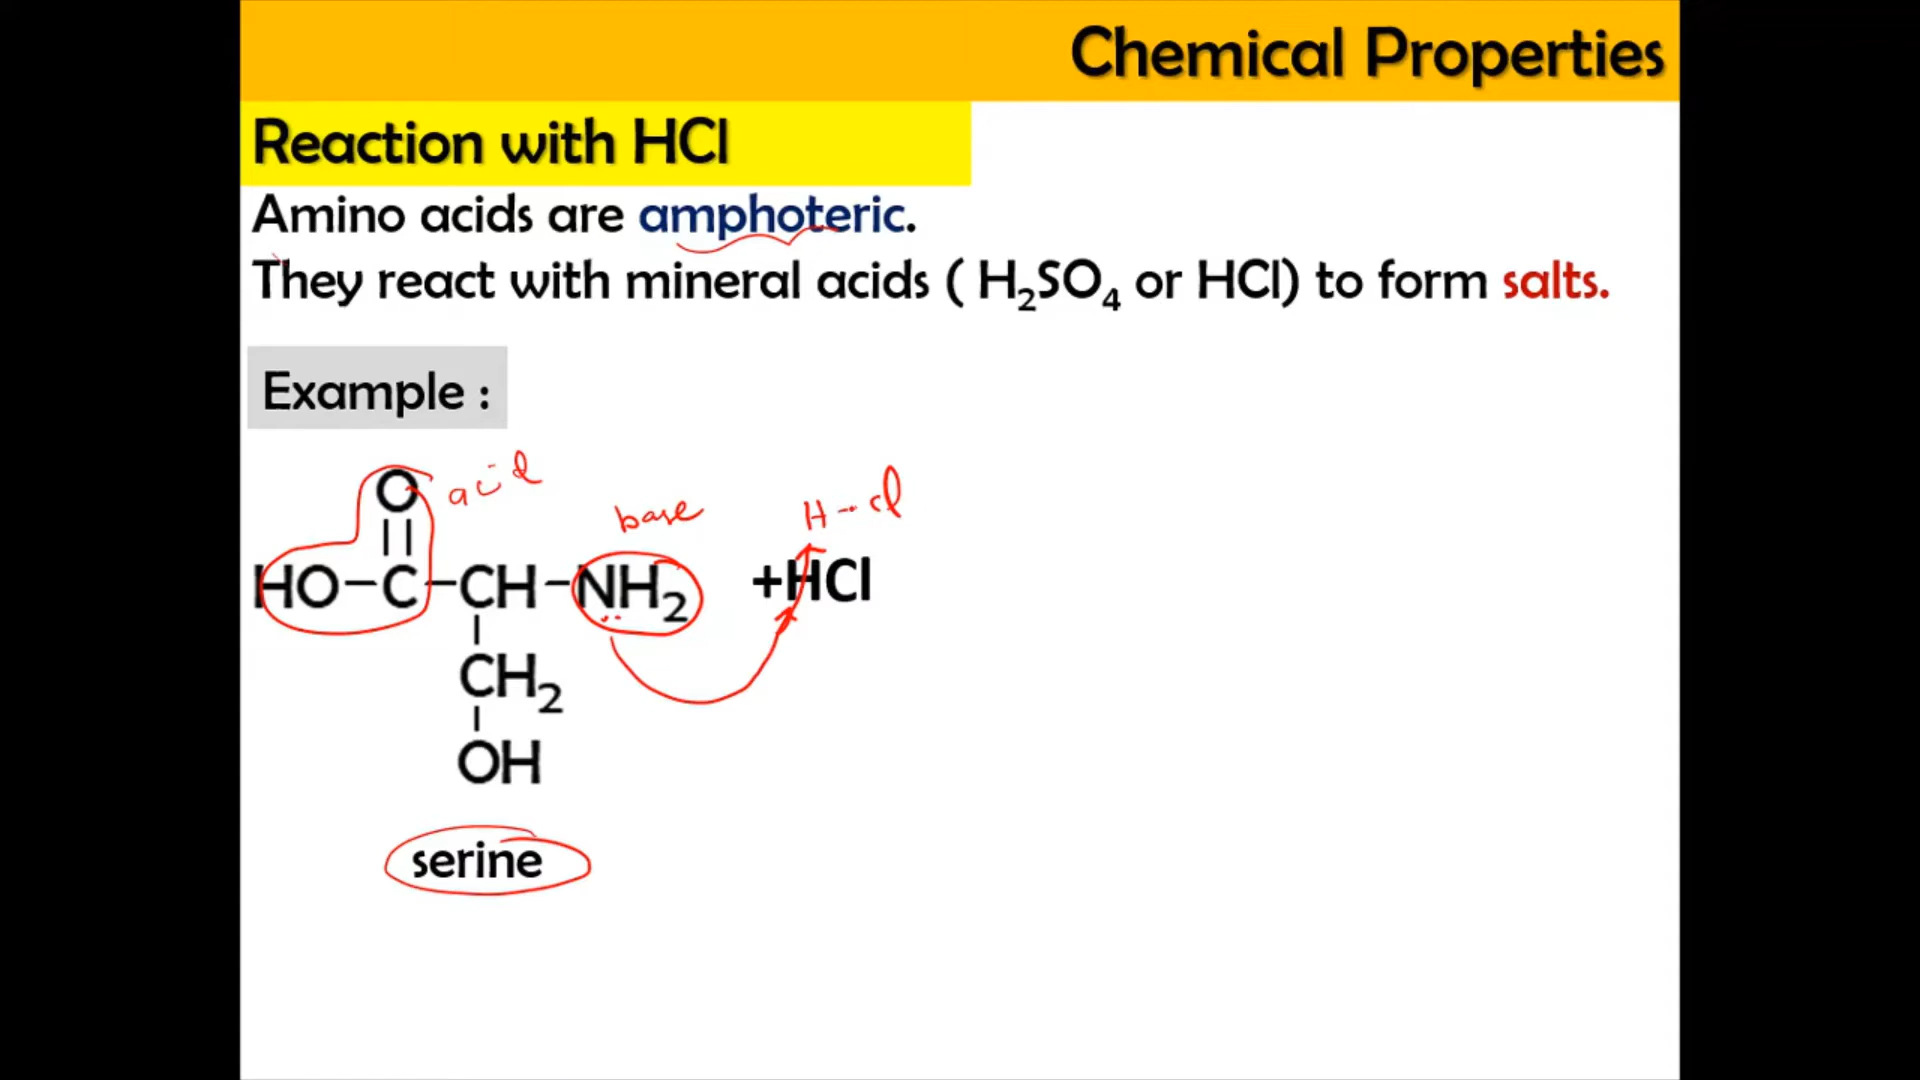 Chemical Properties
Reaction with HCl
Amino acids are amphoteric.
They react with mineral acids ( H₂SO₄ or HCl) to form salts.
Example :
acid
base
H-Cl
O
HO-C-CH-NH₂ +HCl
CH₂
OH
serine